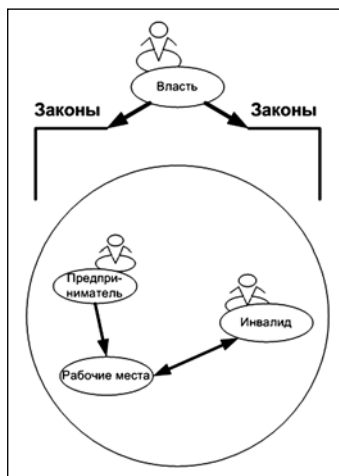 Власть
Законы Законы
Предпри-
ниматель
Инвалид
Рабочие места